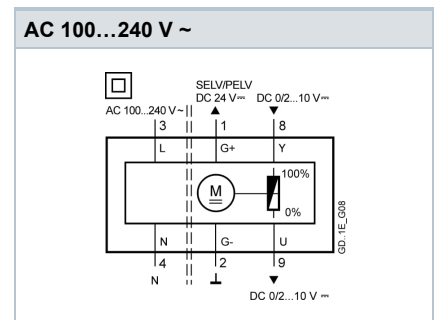 AC 100...240 V ~
SELV/PELV
DC 24 V⎓ DC 0/2...10 V⎓
AC 100...240 V~
3 1 8
L G+ Y
100%
M
0%
N G- U
4 2 9
N
DC 0/2...10 V⎓
GD..1E_G08